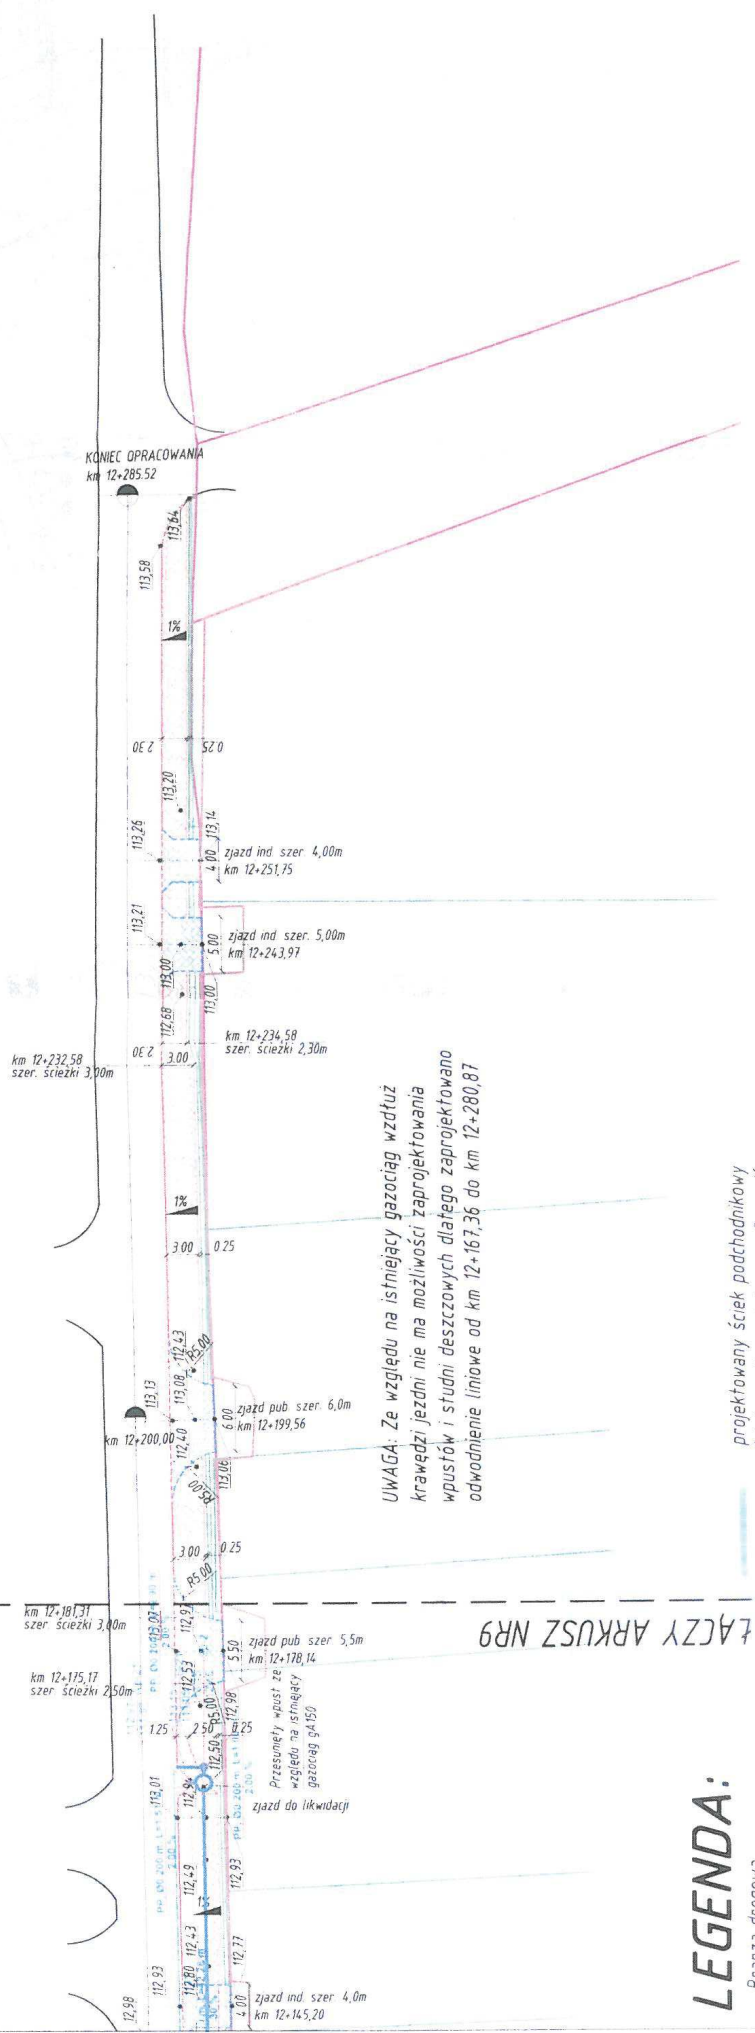 KONIEC OPRACOWANIA
km 12+285.52
113,64
113,58
1%
2 30
0 25
113,20
113,26
113,14
4 00
zjazd ind. szer. 4,00m
km 12+251,75
113,21
5.00
zjazd ind szer. 5,00m
km 12+243,97
113,00
113,00
112,68
km 12+234,58
szer. ścieżki 2,30m
km 12+232,58
szer. ścieżki 3,00m
2 30
3.00
1%
3.00
0 25
UWAGA: Ze względu na istniejący gazociąg wzdłuż
krawędzi jezdni nie ma możliwości zaprojektowania
wpustów i studni deszczowych dlatego zaprojektowano
odwodnienie liniowe od km 12+167,36 do km 12+280,87
112,43
R5.00
113,08
113,13
km 12+200,00
6 00
zjazd pub szer. 6,0m
km 12+199,56
112,40
113,06
R5.00
3.00
0 25
R5.00
km 12+181,31
szer. ścieżki 3,00m
113,07
5.50
zjazd pub szer 5,5m
km 12+178,14
km 12+175,17
szer ścieżki 2,50m
112,53
112,98
Przesunięty wpust ze
względu na istniejący
gazociąg gA150
1.25
2 50
0,25
R5.00
112,50
113,01
112,94
zjazd do likwidacji
2.00 %
112,49
112,93
112,43
112,77
112,93
112,80
12,98
4 00
zjazd ind. szer. 4,0m
km 12+145,20
ŁĄCZY ARKUSZ NR9
projektowany ściek podchodnikowy
LEGENDA:
Branża drogowa